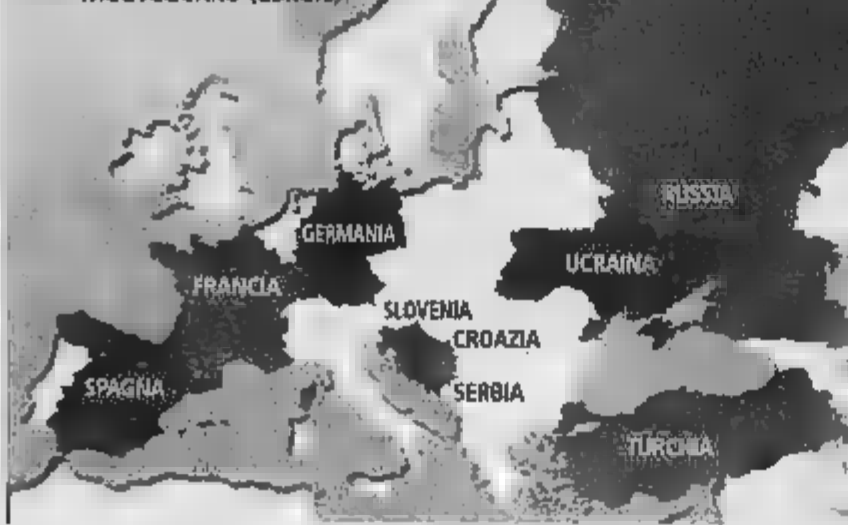 RUSSIA
GERMANIA
UCRAINA
FRANCIA
SLOVENIA
CROAZIA
SPAGNA
SERBIA
TURCHIA